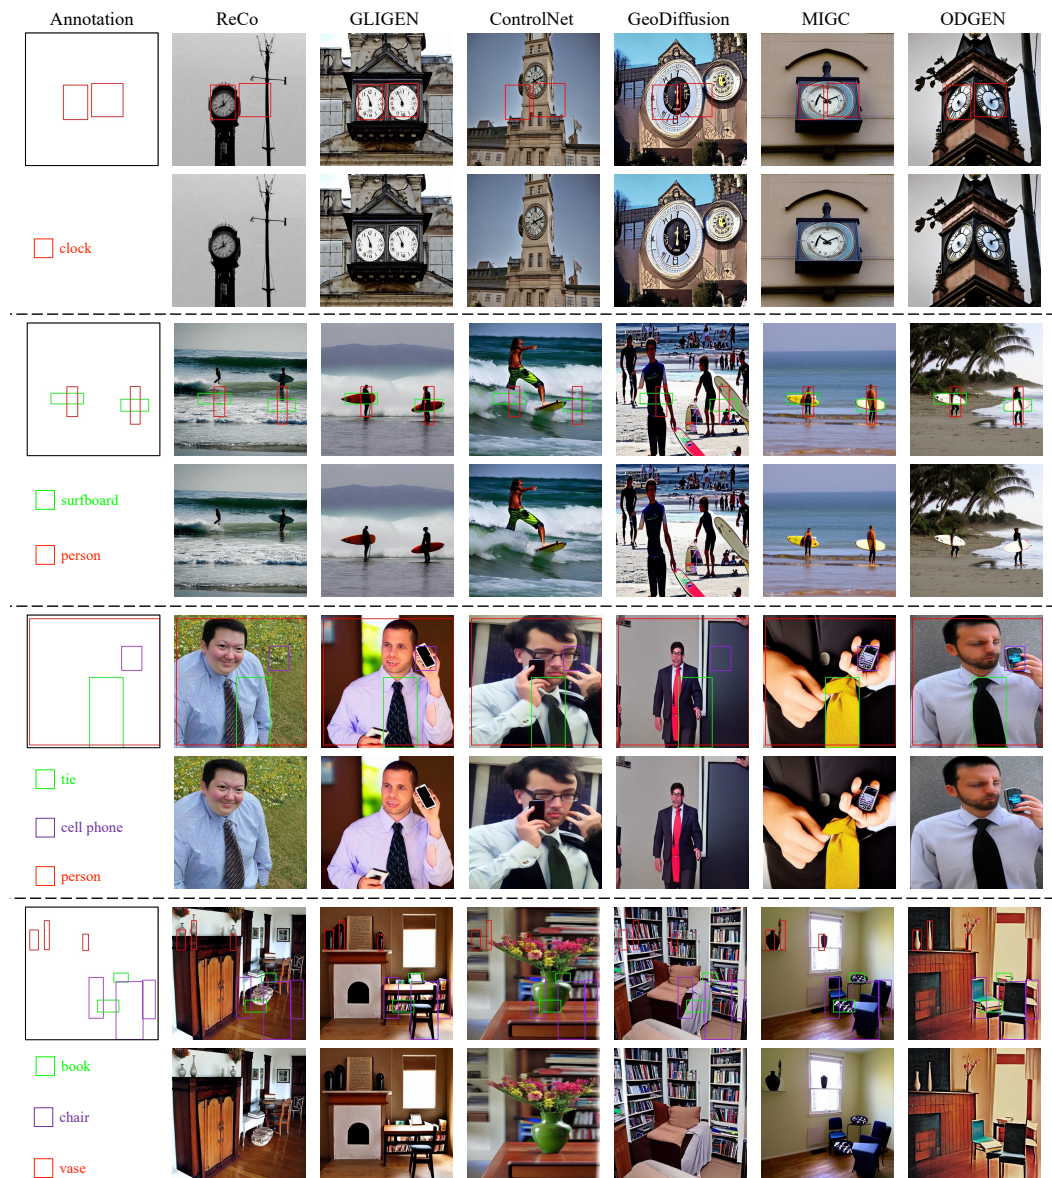 Annotation ReCo GLIGEN ControlNet GeoDiffusion MIGC ODGEN
clock
surfboard
person
tie
cell phone
person
book
chair
vase